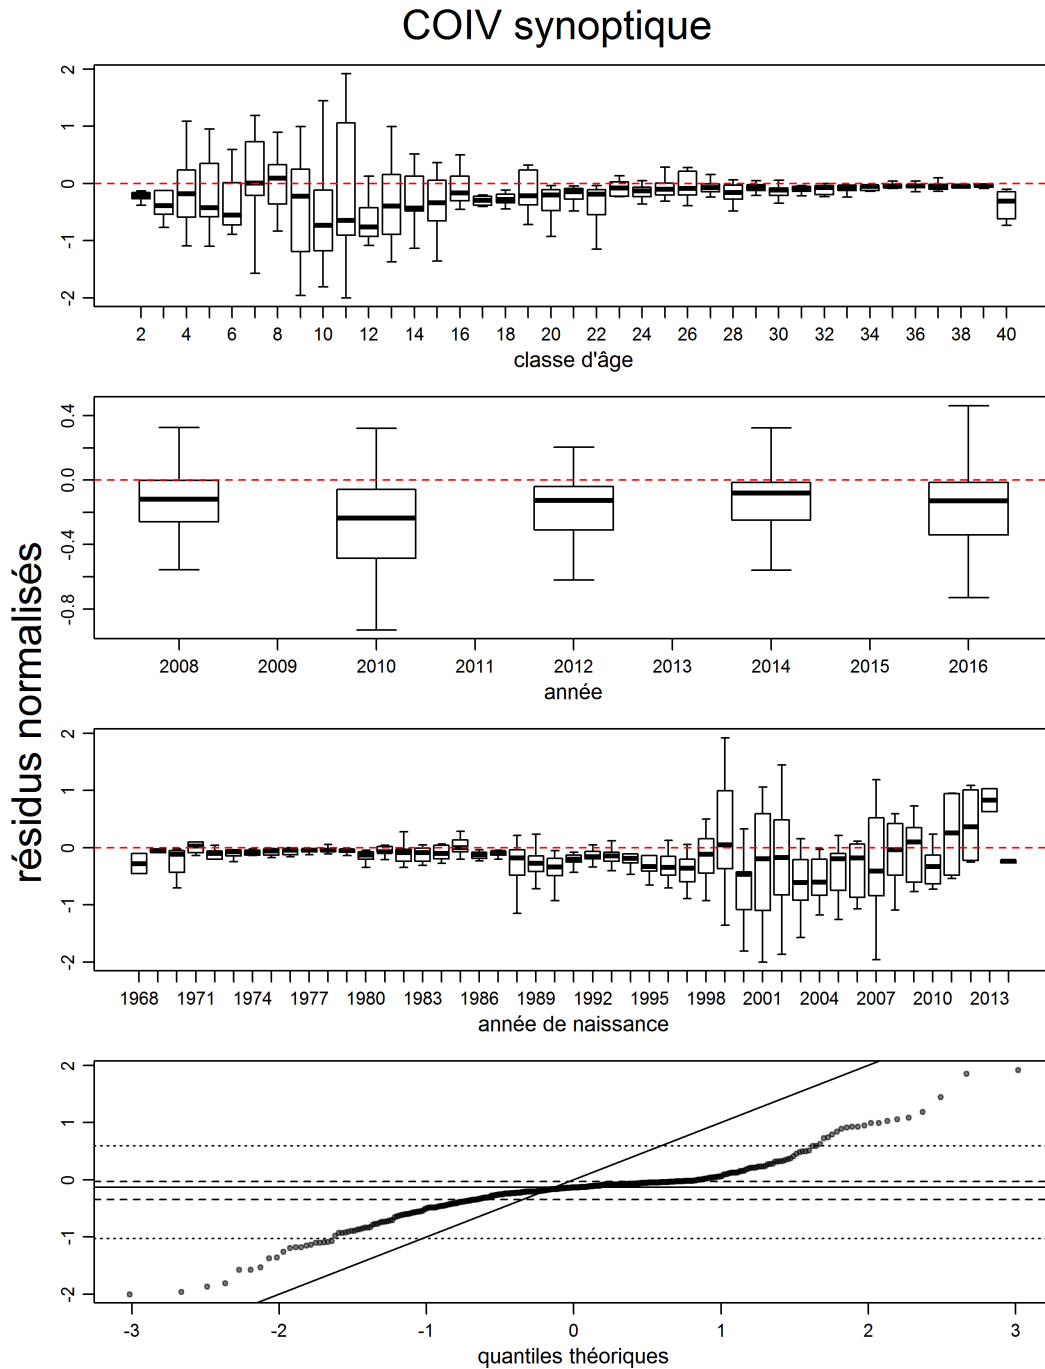 COIV synoptique
résidus normalisés
2
1
0
-1
-2
2 4 6 8 10 12 14 16 18 20 22 24 26 28 30 32 34 36 38 40
classe d'âge
0.4
0.0
-0.4
-0.8
2008 2009 2010 2011 2012 2013 2014 2015 2016
année
2
1
0
-1
-2
1968 1971 1974 1977 1980 1983 1986 1989 1992 1995 1998 2001 2004 2007 2010 2013
année de naissance
2
1
0
-1
-2
-3 -2 -1 0 1 2 3
quantiles théoriques